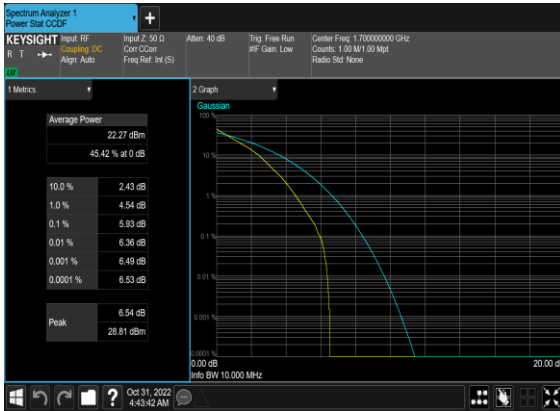 Spectrum Analyzer 1
Power Stat CCDF
KEYSIGHT
R T
LV
Input: RF
Coupling: DC
Align: Auto
Input Z: 50 Ω
Corr CCorr
Freq Ref: Int (S)
Atten: 40 dB
Trig: Free Run
#IF Gain: Low
Center Freq: 1.700000000 GHz
Counts: 1.00 M/1.00 Mpt
Radio Std: None
1 Metrics
Average Power
22.27 dBm
45.42 % at 0 dB
10.0 % 2.43 dB
1.0 % 4.54 dB
0.1 % 5.93 dB
0.01 % 6.36 dB
0.001 % 6.49 dB
0.0001 % 6.53 dB
Peak
6.54 dB
28.81 dBm
2 Graph
Gaussian
100 %
10 %
1 %
0.1 %
0.01 %
0.001 %
0.0001 %
0.00 dB
20.00 d
Info BW 10.000 MHz
Oct 31, 2022
4:43:42 AM